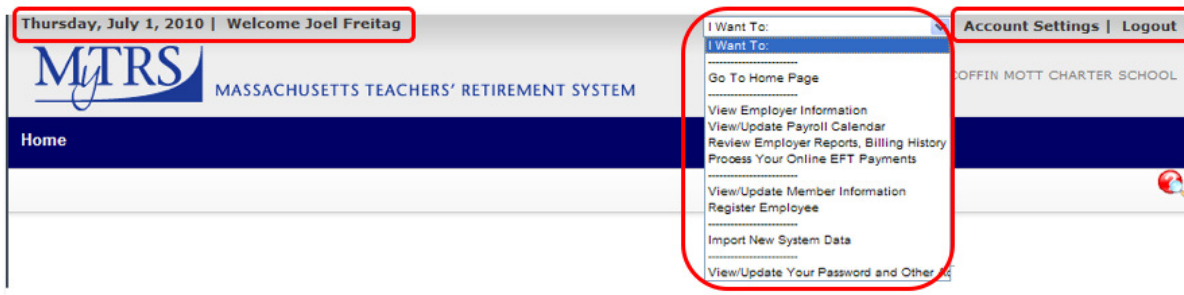 Thursday, July 1, 2010 | Welcome Joel Freitag
I Want To:
Account Settings | Logout
MyTRS
MASSACHUSETTS TEACHERS' RETIREMENT SYSTEM
COFFIN MOTT CHARTER SCHOOL
Home
I Want To:
------------------------
Go To Home Page
------------------------
View Employer Information
View/Update Payroll Calendar
Review Employer Reports, Billing History
Process Your Online EFT Payments
------------------------
View/Update Member Information
Register Employee
------------------------
Import New System Data
------------------------
View/Update Your Password and Other